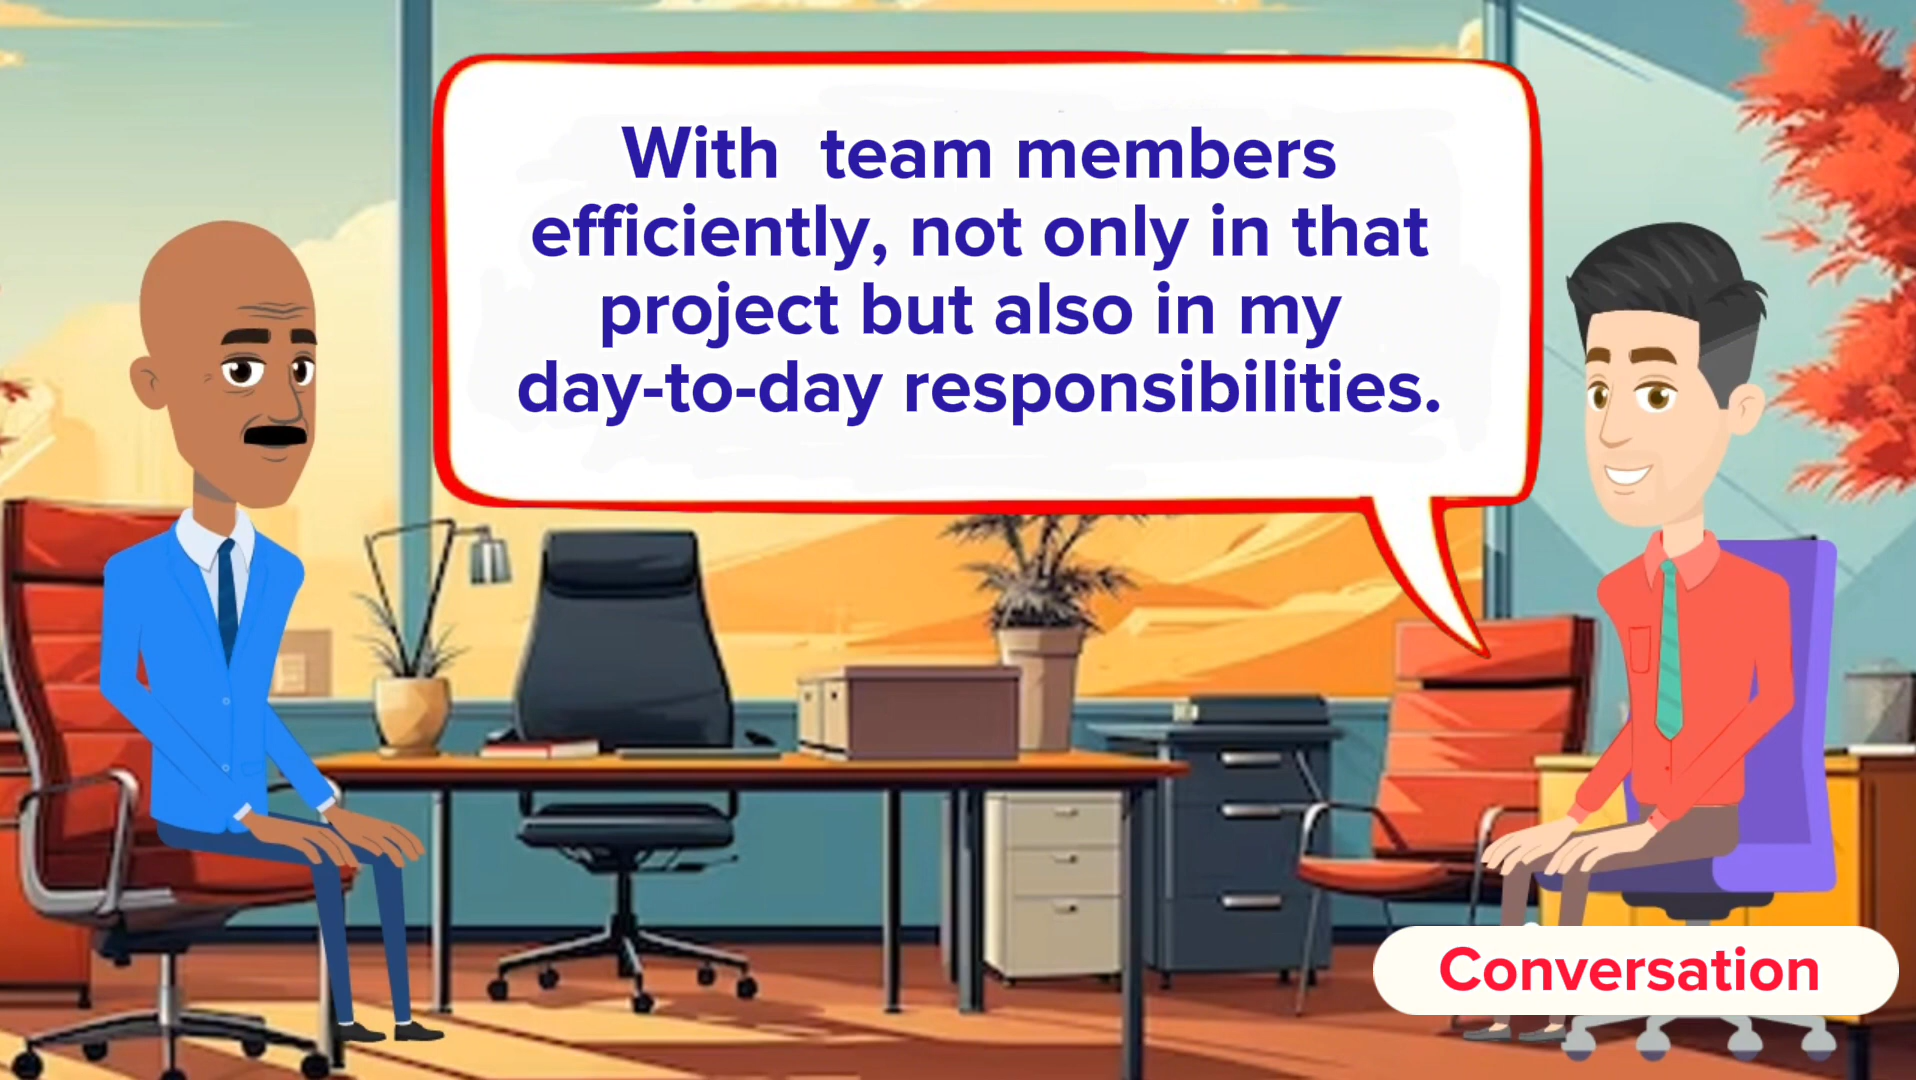 With team members
efficiently, not only in that
project but also in my
day-to-day responsibilities.
Conversation